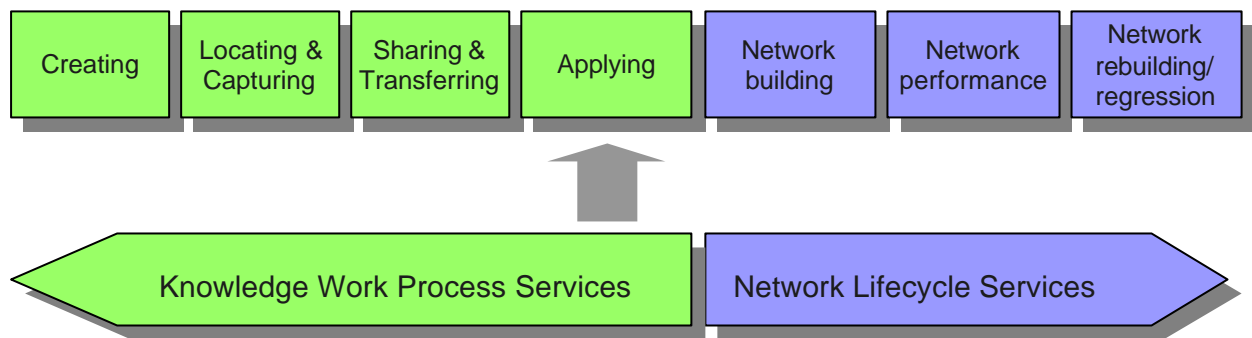 Creating
Locating &
Capturing
Sharing &
Transferring
Applying
Network
building
Network
performance
Network
rebuilding/
regression
Knowledge Work Process Services
Network Lifecycle Services